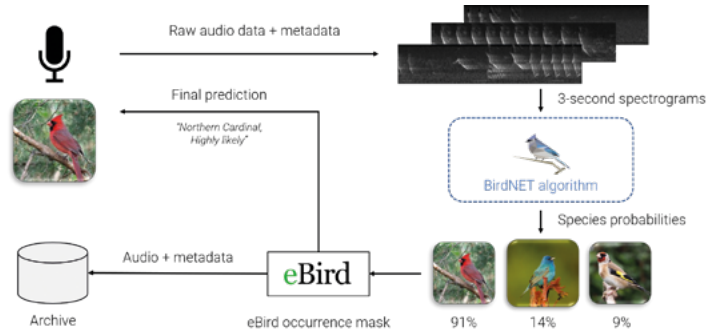 Raw audio data + metadata
3-second spectrograms
Final prediction
"Northern Cardinal,
Highly likely"
BirdNET algorithm
Species probabilities
Audio + metadata
eBird
Archive
eBird occurrence mask
91%
14%
9%